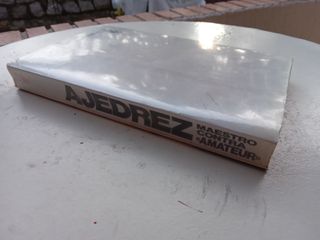 AJEDREZ
MAESTRO
CONTRA
«AMATEUR»